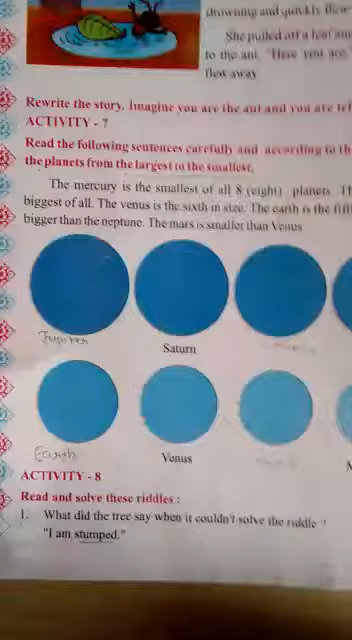 drowning and quickly flew
She pulled off a leaf an
to the ant. "Here you are,
flew away
Rewrite the story. Imagine you are the ant and you are tel
ACTIVITY - 7
Read the following sentences carefully and according to th
the planets from the largest to the smallest.
The mercury is the smallest of all 8 (eight) planets Th
biggest of all. The venus is the sixth in size. The earth is the fift
bigger than the neptune. The mars is smaller than Venus
Jupiter
Saturn
Earth
Venus
M
ACTIVITY - 8
Read and solve these riddles :
1. What did the tree say when it couldn't solve the riddle ?
"I am stumped."